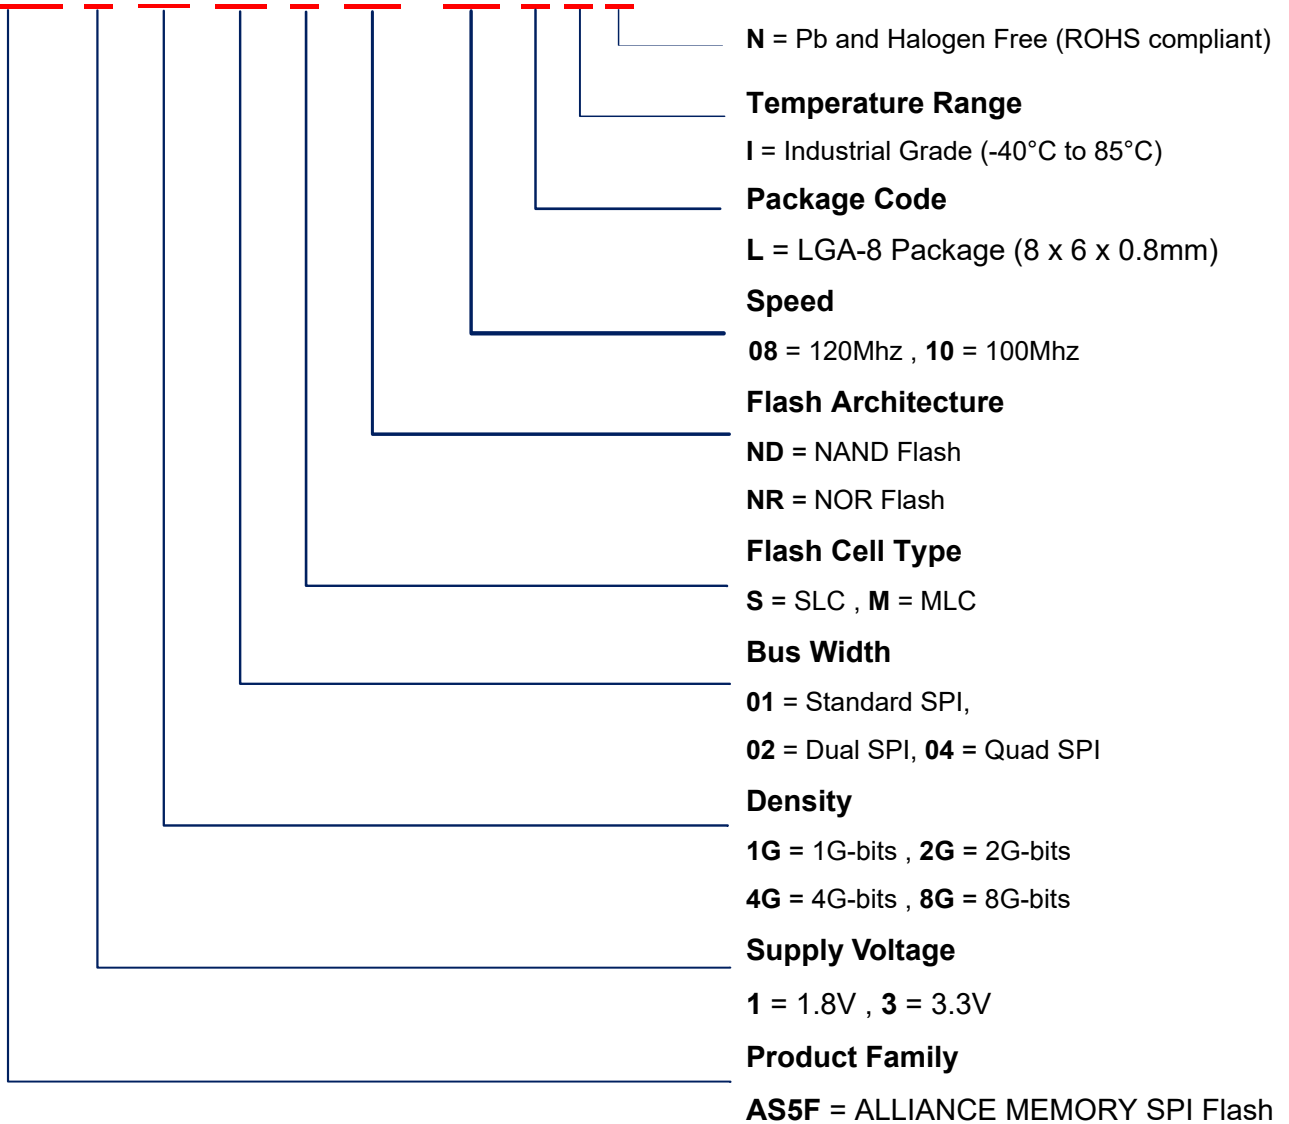 N = Pb and Halogen Free (ROHS compliant)
Temperature Range
I = Industrial Grade (-40°C to 85°C)
Package Code
L = LGA-8 Package (8 x 6 x 0.8mm)
Speed
08 = 120Mhz , 10 = 100Mhz
Flash Architecture
ND = NAND Flash
NR = NOR Flash
Flash Cell Type
S = SLC , M = MLC
Bus Width
01 = Standard SPI,
02 = Dual SPI, 04 = Quad SPI
Density
1G = 1G-bits , 2G = 2G-bits
4G = 4G-bits , 8G = 8G-bits
Supply Voltage
1 = 1.8V , 3 = 3.3V
Product Family
AS5F = ALLIANCE MEMORY SPI Flash